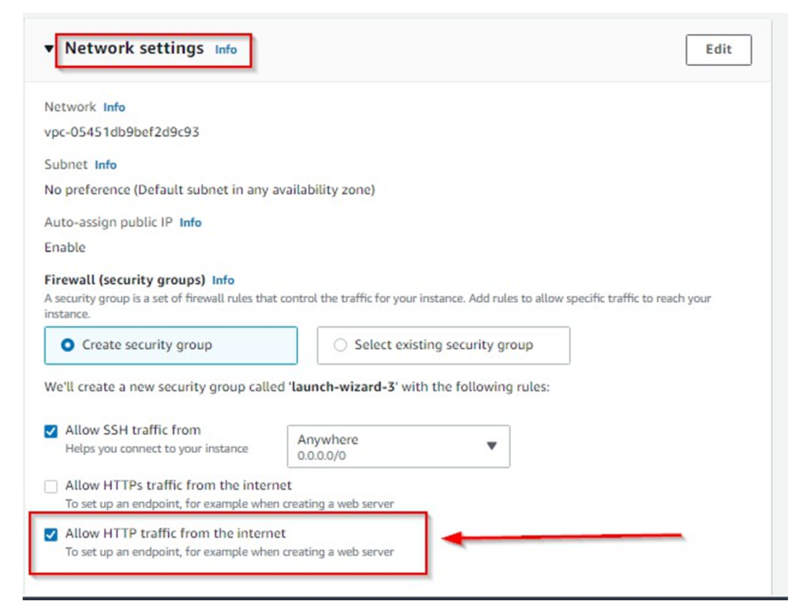 Network settings Info
Edit
Network Info
vpc-05451db9bef2d9c93
Subnet Info
No preference (Default subnet in any availability zone)
Auto-assign public IP Info
Enable
Firewall (security groups) Info
A security group is a set of firewall rules that control the traffic for your instance. Add rules to allow specific traffic to reach your
instance.
Create security group
Select existing security group
We'll create a new security group called 'launch-wizard-3' with the following rules:
Allow SSH traffic from
Helps you connect to your instance
Anywhere
0.0.0.0/0
Allow HTTPs traffic from the internet
To set up an endpoint, for example when creating a web server
Allow HTTP traffic from the internet
To set up an endpoint, for example when creating a web server